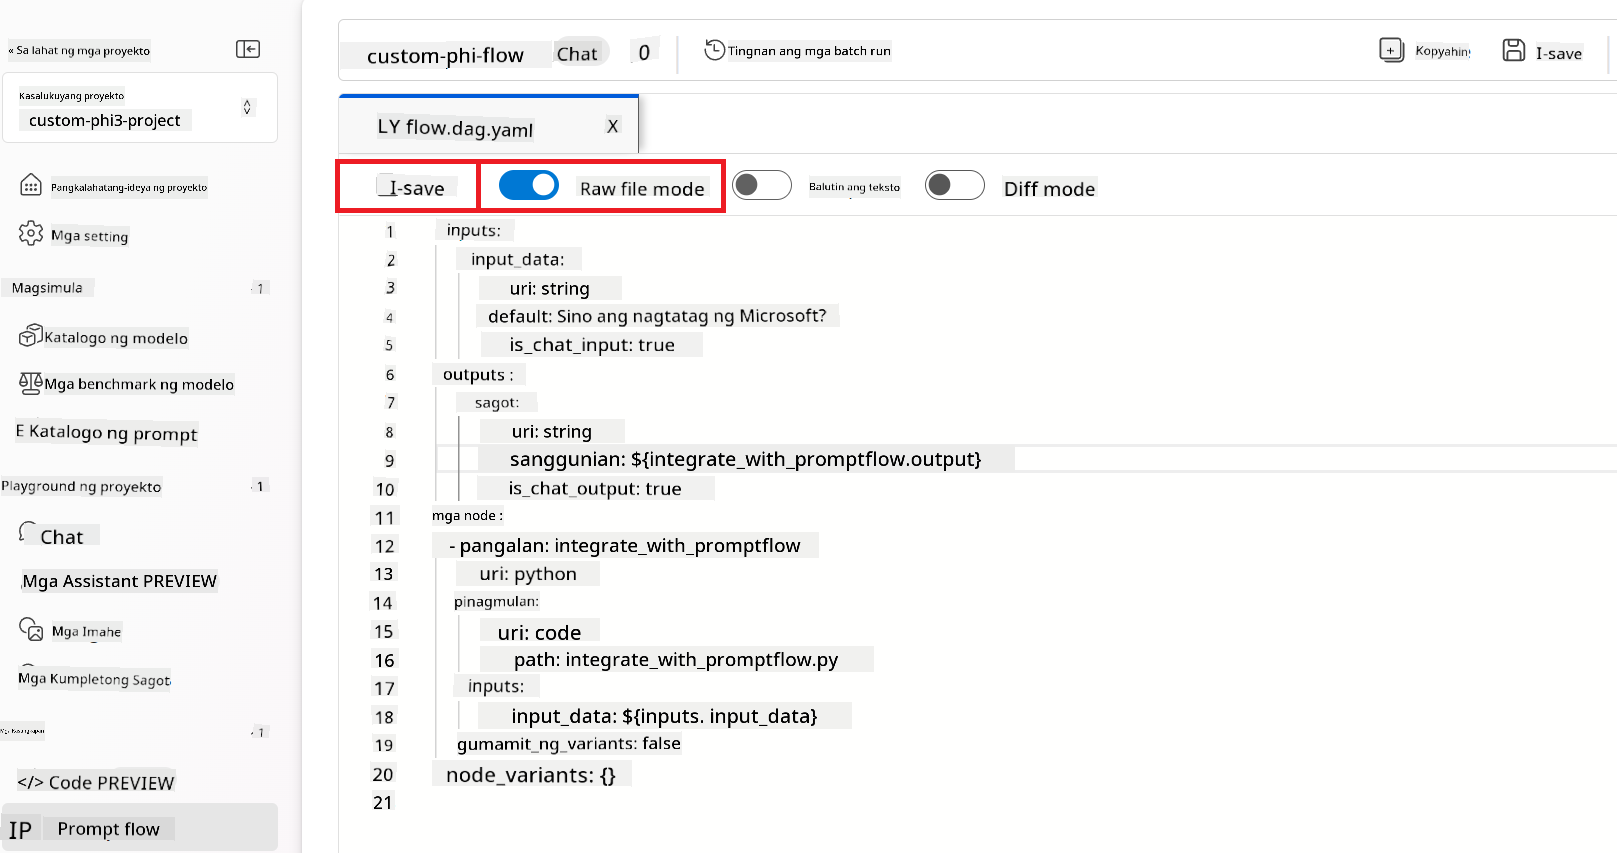 « Sa lahat ng mga proyekto
Kasalukuyang proyekto
custom-phi3-project
Pangkalahatang-ideya ng proyekto
Mga setting
Magsimula
1
Katalogo ng modelo
Mga benchmark ng modelo
E Katalogo ng prompt
Playground ng proyekto
1
Chat
Mga Assistant PREVIEW
Mga Imahe
Mga Kumpletong Sagot
Mga Kasangkapan
1
</> Code PREVIEW
IP Prompt flow
custom-phi-flow Chat 0 Tingnan ang mga batch run Kopyahin I-save
LY flow.dag.yaml X
I-save Raw file mode Balutin ang teksto Diff mode
1 inputs:
2 input_data:
3 uri: string
4 default: Sino ang nagtatag ng Microsoft?
5 is_chat_input: true
6 outputs :
7 sagot:
8 uri: string
9 sanggunian: ${integrate_with_promptflow.output}
10 is_chat_output: true
11 mga node :
12 - pangalan: integrate_with_promptflow
13 uri: python
14 pinagmulan:
15 uri: code
16 path: integrate_with_promptflow.py
17 inputs:
18 input_data: ${inputs. input_data}
19 gumamit_ng_variants: false
20 node_variants: {}
21